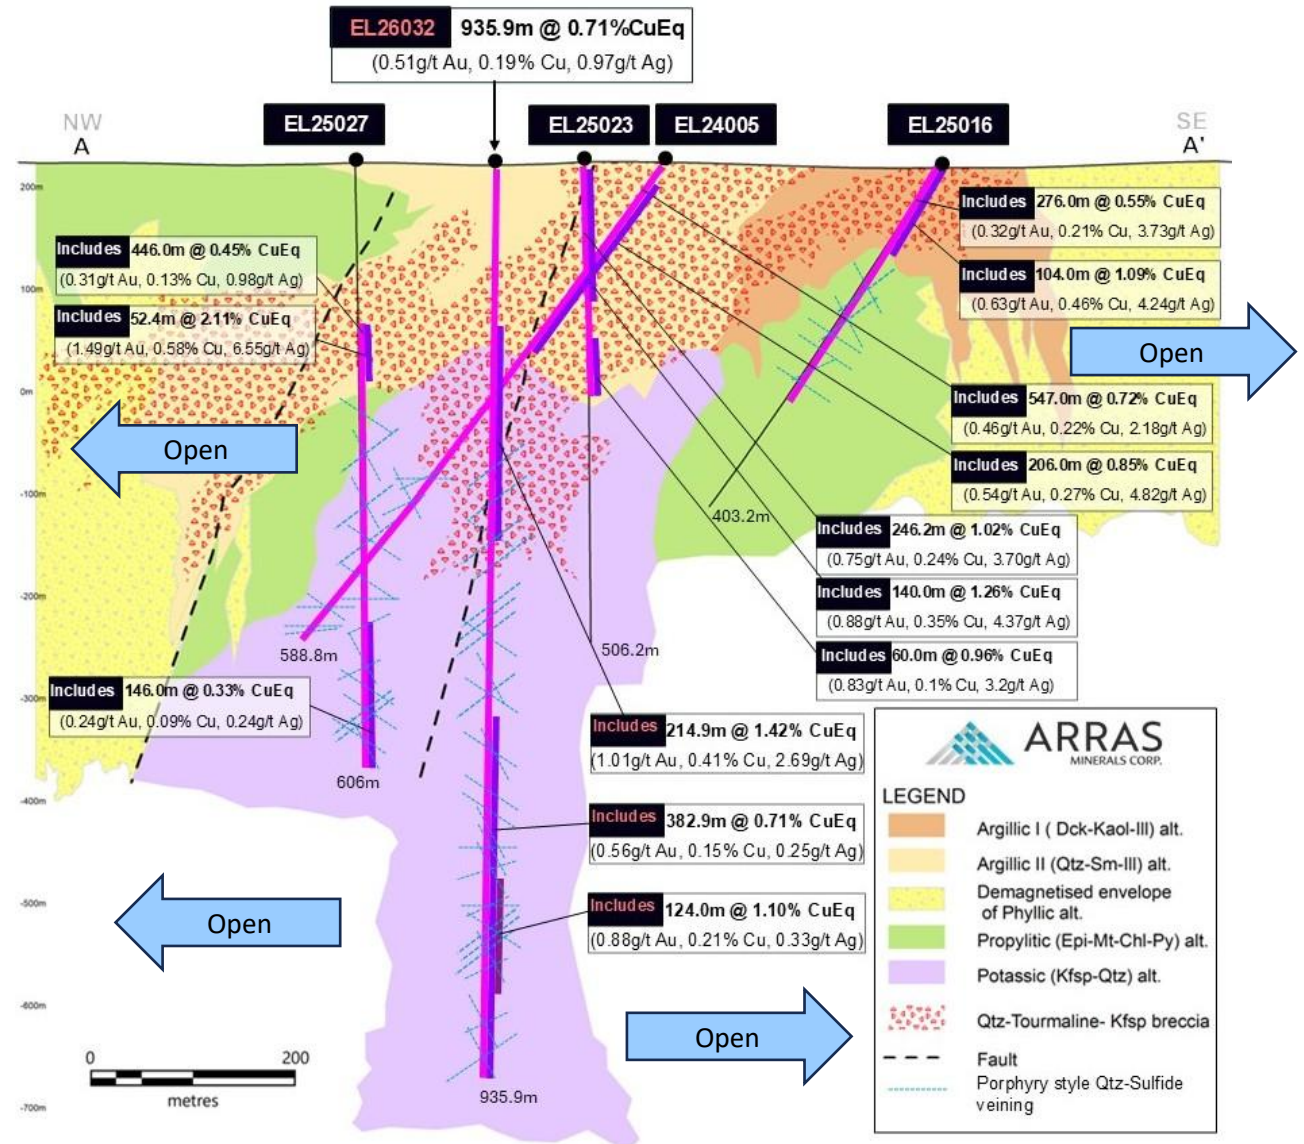 EL26032 935.9m @ 0.71%CuEq
(0.51g/t Au, 0.19% Cu, 0.97g/t Ag)
NW
A
EL25027
EL25023
EL24005
EL25016
SE
A'
200m
100m
0m
-100m
-200m
-300m
-400m
-500m
-600m
-700m
Includes 446.0m @ 0.45% CuEq
(0.31g/t Au, 0.13% Cu, 0.98g/t Ag)
Includes 52.4m @ 2.11% CuEq
(1.49g/t Au, 0.58% Cu, 6.55g/t Ag)
Includes 276.0m @ 0.55% CuEq
(0.32g/t Au, 0.21% Cu, 3.73g/t Ag)
Includes 104.0m @ 1.09% CuEq
(0.63g/t Au, 0.46% Cu, 4.24g/t Ag)
Open
Includes 547.0m @ 0.72% CuEq
(0.46g/t Au, 0.22% Cu, 2.18g/t Ag)
Open
Includes 206.0m @ 0.85% CuEq
(0.54g/t Au, 0.27% Cu, 4.82g/t Ag)
403.2m
Includes 246.2m @ 1.02% CuEq
(0.75g/t Au, 0.24% Cu, 3.70g/t Ag)
Includes 140.0m @ 1.26% CuEq
(0.88g/t Au, 0.35% Cu, 4.37g/t Ag)
Includes 60.0m @ 0.96% CuEq
(0.83g/t Au, 0.1% Cu, 3.2g/t Ag)
588.8m
506.2m
Includes 146.0m @ 0.33% CuEq
(0.24g/t Au, 0.09% Cu, 0.24g/t Ag)
606m
Includes 214.9m @ 1.42% CuEq
(1.01g/t Au, 0.41% Cu, 2.69g/t Ag)
Includes 382.9m @ 0.71% CuEq
(0.56g/t Au, 0.15% Cu, 0.25g/t Ag)
Includes 124.0m @ 1.10% CuEq
(0.88g/t Au, 0.21% Cu, 0.33g/t Ag)
Open
Open
935.9m
0 200
metres
ARRAS
MINERALS CORP.
LEGEND
Argillic I ( Dck-Kaol-Ill) alt.
Argillic II (Qtz-Sm-Ill) alt.
Demagnetised envelope
of Phyllic alt.
Propylitic (Epi-Mt-Chl-Py) alt.
Potassic (Kfsp-Qtz) alt.
Qtz-Tourmaline- Kfsp breccia
Fault
Porphyry style Qtz-Sulfide
veining